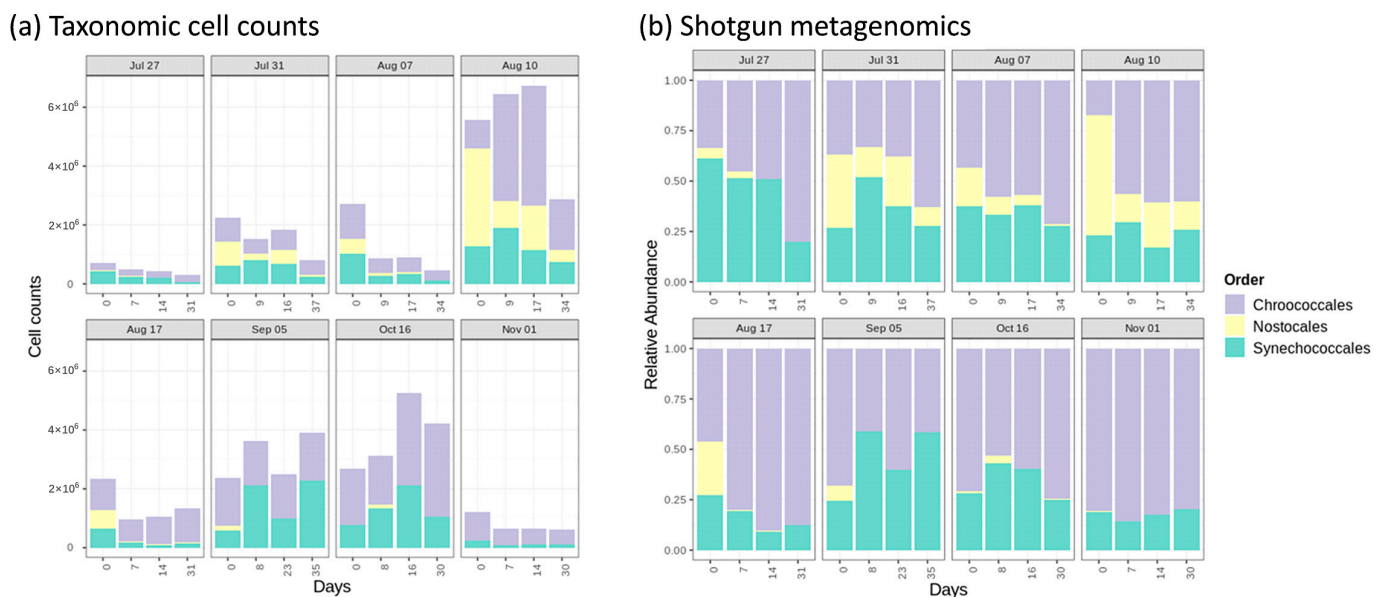 (a) Taxonomic cell counts
(b) Shotgun metagenomics
Jul 27 Jul 31 Aug 07 Aug 10
6×10⁶
4×10⁶
2×10⁶
0
0 7 14 31 0 9 16 37 0 9 17 34 0 9 17 34
Aug 17 Sep 05 Oct 16 Nov 01
6×10⁶
4×10⁶
2×10⁶
0
0 7 14 31 0 8 23 35 0 8 16 30 0 7 14 30
Cell counts
Days
Jul 27 Jul 31 Aug 07 Aug 10
1.00
0.75
0.50
0.25
0.00
0 7 14 31 0 9 16 37 0 9 17 34 0 9 17 34
Aug 17 Sep 05 Oct 16 Nov 01
1.00
0.75
0.50
0.25
0.00
0 7 14 31 0 8 23 35 0 8 16 30 0 7 14 30
Relative Abundance
Days
Order
Chroococcales
Nostocales
Synechococcales